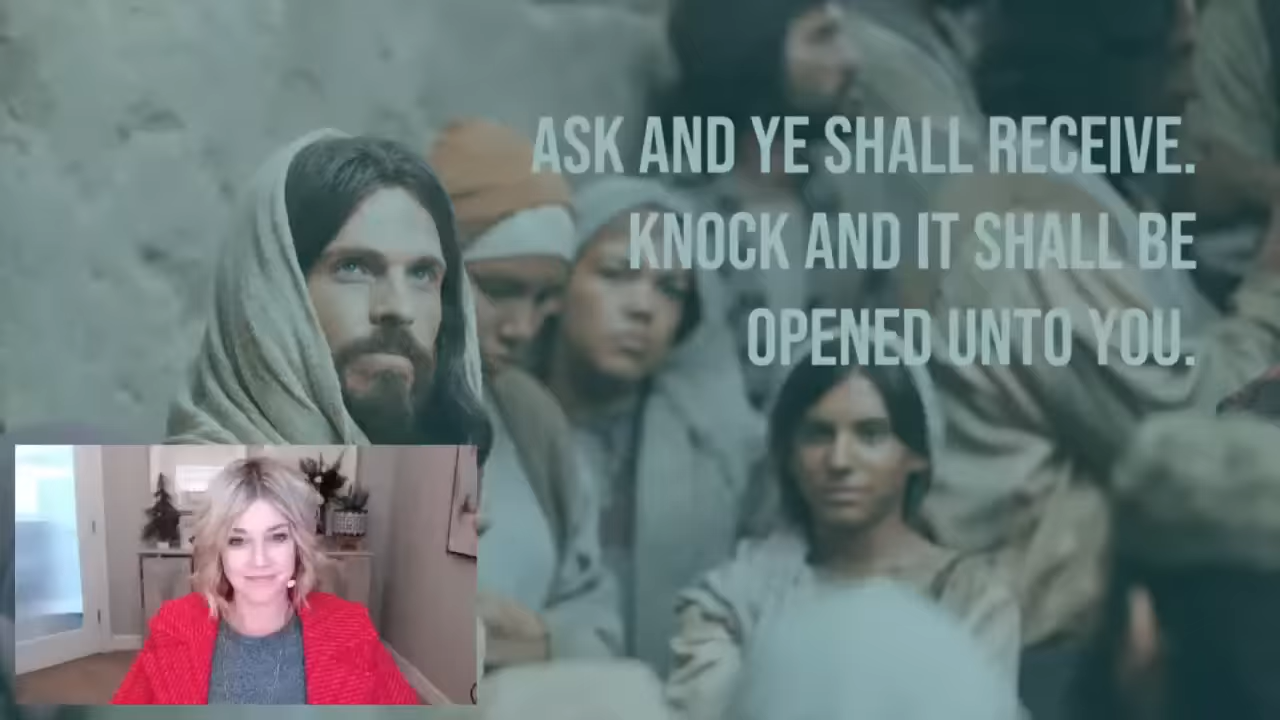 ASK AND YE SHALL RECEIVE.
KNOCK AND IT SHALL BE
OPENED UNTO YOU.